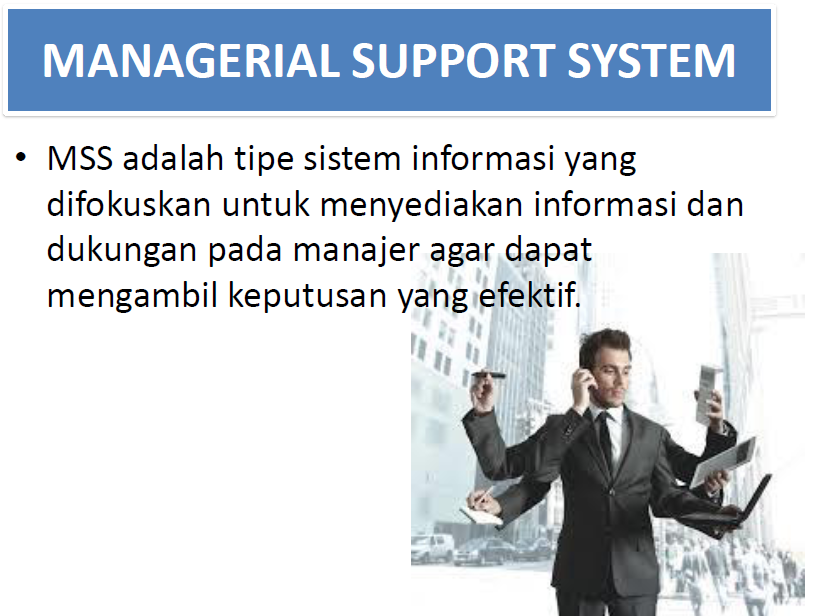 MANAGERIAL SUPPORT SYSTEM
• MSS adalah tipe sistem informasi yang
difokuskan untuk menyediakan informasi dan
dukungan pada manajer agar dapat
mengambil keputusan yang efektif.